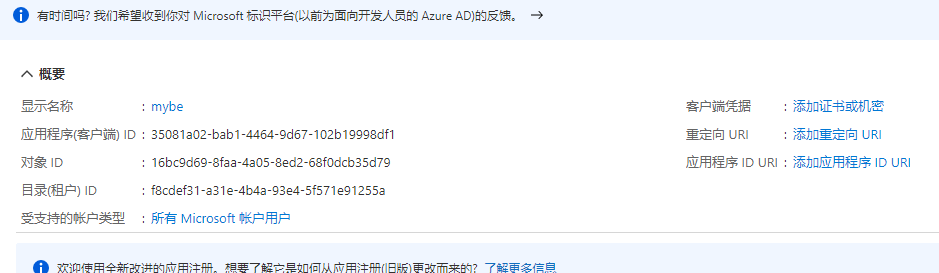 有时间? 我们希望收到你对 Microsoft 标识平台(以前为面向开发人员的 Azure AD)的反馈。 →
概要
显示名称 : mybe
应用程序(客户端) ID : 35081a02-bab1-4464-9d67-102b19998df1
对象 ID : 16bc9d69-8faa-4a05-8ed2-68f0dcb35d79
目录(租户) ID : f8cdef31-a31e-4b4a-93e4-5f571e91255a
受支持的帐户类型 : 所有 Microsoft 帐户用户
客户端凭据 : 添加证书或机密
重定向 URI : 添加重定向 URI
应用程序 ID URI : 添加应用程序 ID URI
欢迎使用全新改进的应用注册。想要了解它是如何从应用注册(旧版)更改而来的? 了解更多信息